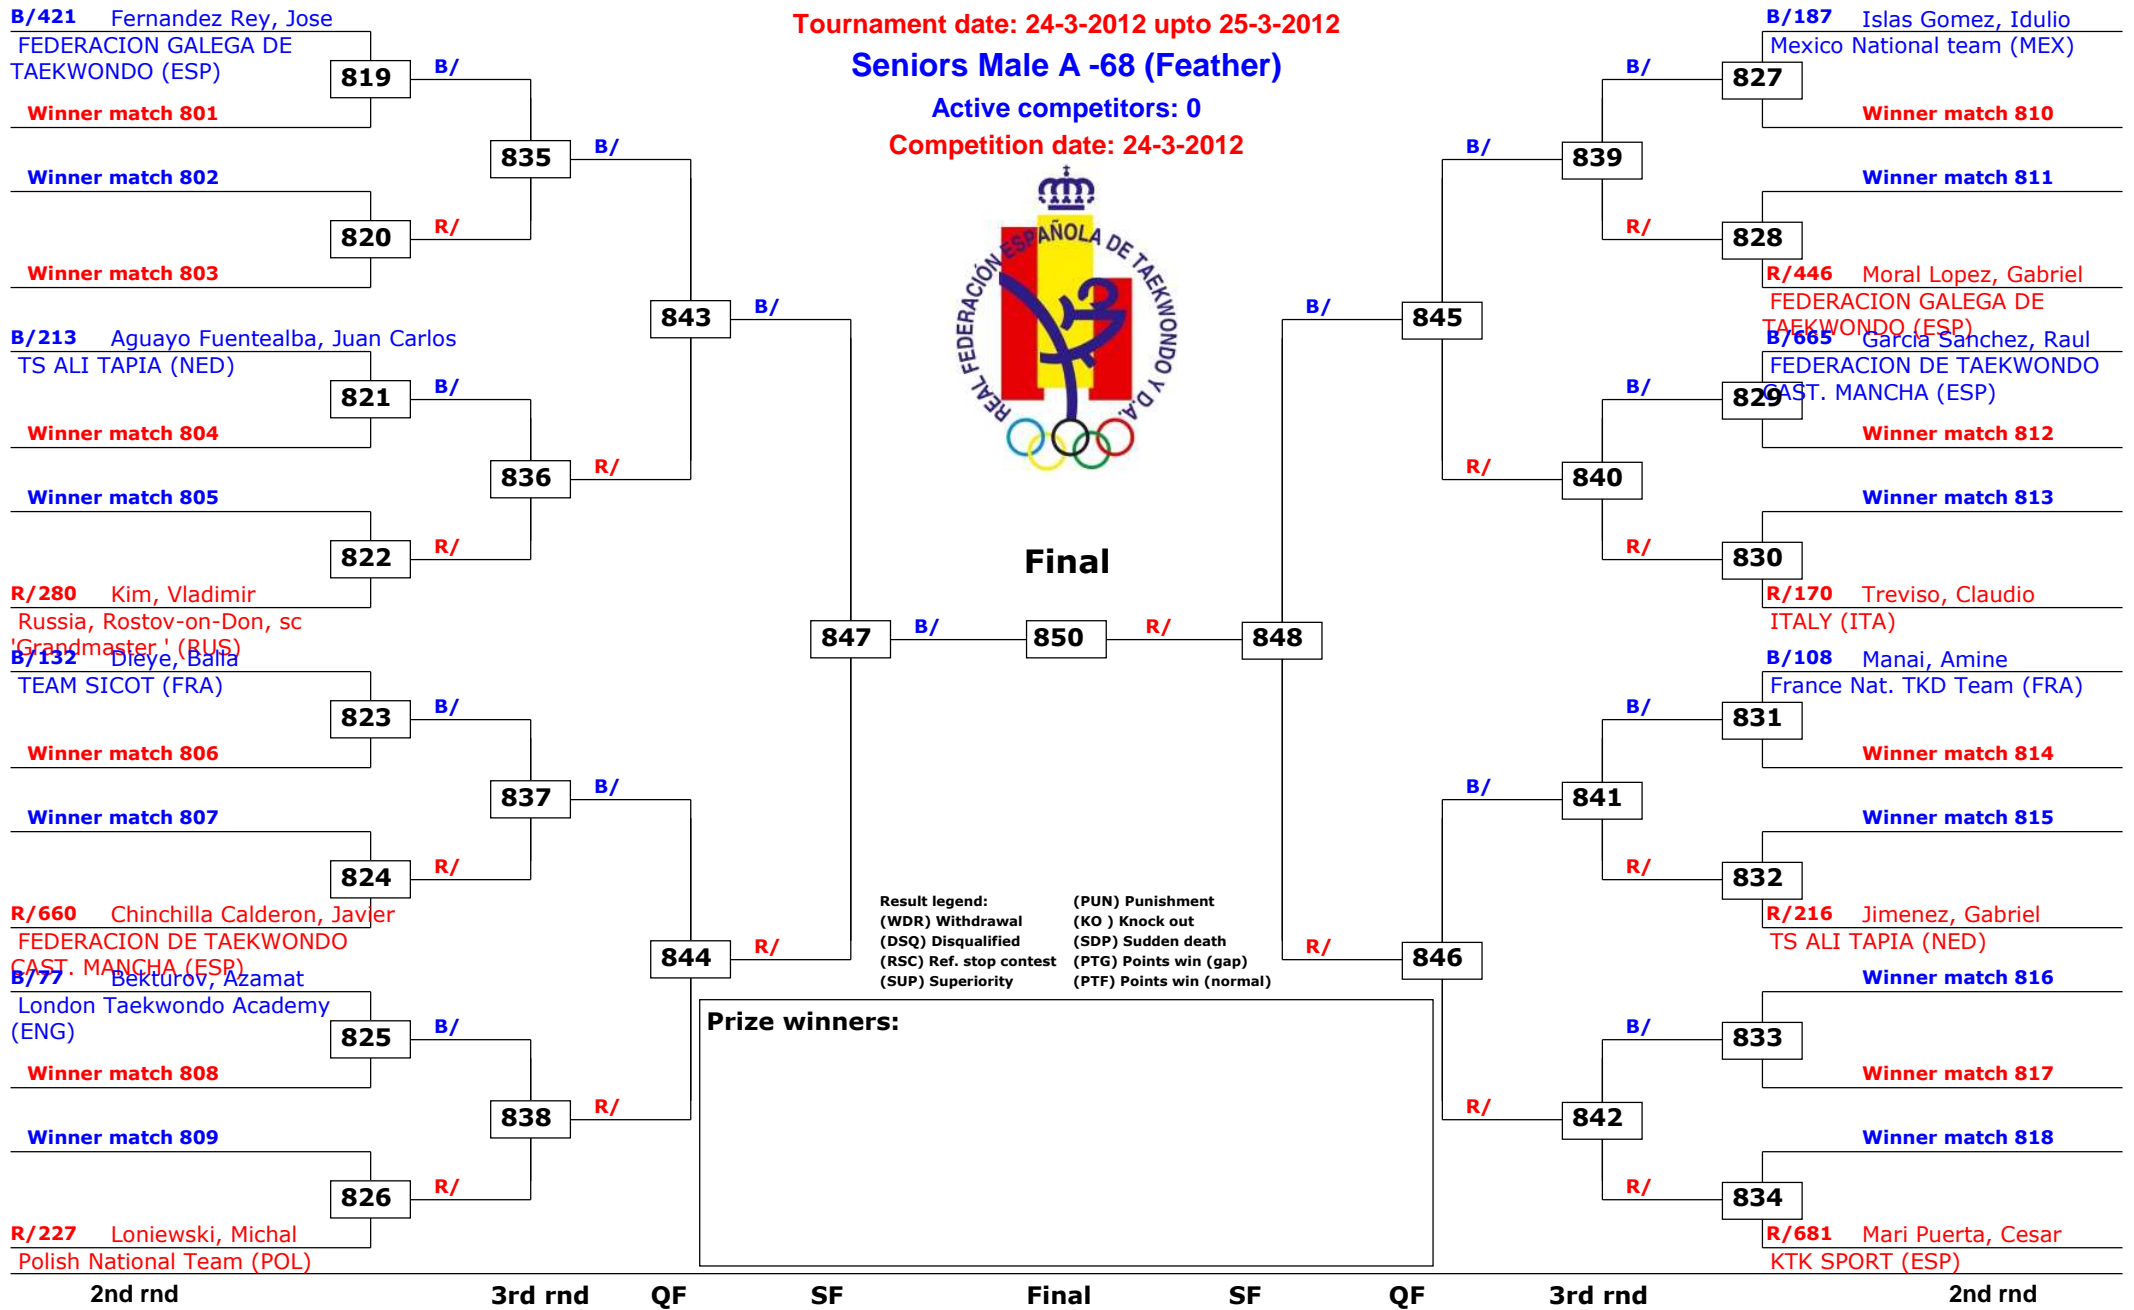 Tournament date: 24-3-2012 upto 25-3-2012
Seniors Male A -68 (Feather)
Active competitors: 0
Competition date: 24-3-2012
REAL FEDERACIÓN ESPAÑOLA DE TAEKWONDO Y D.A.
B/421 Fernandez Rey, Jose
FEDERACION GALEGA DE
TAEKWONDO (ESP)
819
B/
Winner match 801
835
B/
Winner match 802
820
R/
Winner match 803
843
B/
B/213 Aguayo Fuentealba, Juan Carlos
TS ALI TAPIA (NED)
821
B/
Winner match 804
836
R/
Winner match 805
822
R/
R/280 Kim, Vladimir
Russia, Rostov-on-Don, sc
'Grandmaster ' (RUS)
847
B/
B/132 Dieye, Balla
TEAM SICOT (FRA)
823
B/
Winner match 806
837
B/
Winner match 807
824
R/
R/660 Chinchilla Calderon, Javier
FEDERACION DE TAEKWONDO
CAST. MANCHA (ESP)
844
R/
B/77 Bekturov, Azamat
London Taekwondo Academy
(ENG)
825
B/
Winner match 808
838
R/
Winner match 809
826
R/
R/227 Loniewski, Michal
Polish National Team (POL)
Final
850
R/
848
B/187 Islas Gomez, Idulio
Mexico National team (MEX)
B/
827
Winner match 810
B/
839
Winner match 811
R/
828
R/446 Moral Lopez, Gabriel
FEDERACION GALEGA DE
TAEKWONDO (ESP)
B/
845
B/665 Garcia Sanchez, Raul
FEDERACION DE TAEKWONDO
CAST. MANCHA (ESP)
B/
829
Winner match 812
R/
840
Winner match 813
R/
830
R/170 Treviso, Claudio
ITALY (ITA)
B/108 Manai, Amine
France Nat. TKD Team (FRA)
B/
831
Winner match 814
B/
841
Winner match 815
R/
832
R/216 Jimenez, Gabriel
TS ALI TAPIA (NED)
R/
846
Winner match 816
B/
833
Winner match 817
R/
842
Winner match 818
R/
834
R/681 Mari Puerta, Cesar
KTK SPORT (ESP)
Result legend: (PUN) Punishment
(WDR) Withdrawal (KO ) Knock out
(DSQ) Disqualified (SDP) Sudden death
(RSC) Ref. stop contest (PTG) Points win (gap)
(SUP) Superiority (PTF) Points win (normal)
Prize winners:
2nd rnd 3rd rnd QF SF Final SF QF 3rd rnd 2nd rnd